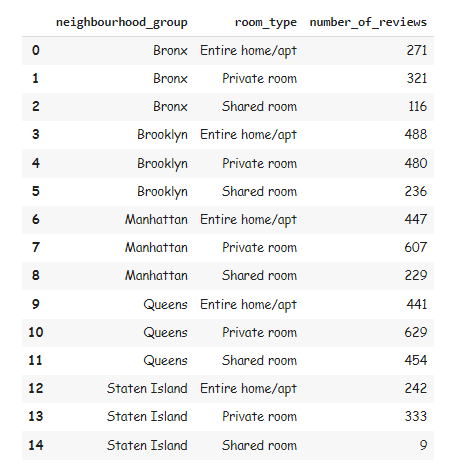 neighbourhood_group room_type number_of_reviews
0 Bronx Entire home/apt 271
1 Bronx Private room 321
2 Bronx Shared room 116
3 Brooklyn Entire home/apt 488
4 Brooklyn Private room 480
5 Brooklyn Shared room 236
6 Manhattan Entire home/apt 447
7 Manhattan Private room 607
8 Manhattan Shared room 229
9 Queens Entire home/apt 441
10 Queens Private room 629
11 Queens Shared room 454
12 Staten Island Entire home/apt 242
13 Staten Island Private room 333
14 Staten Island Shared room 9